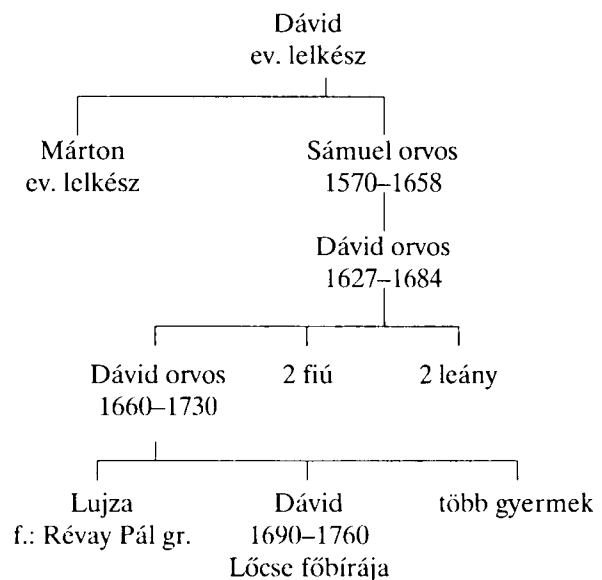 Dávid
ev. lelkész
Márton
ev. lelkész
Sámuel orvos
1570–1658
Dávid orvos
1627–1684
Dávid orvos
1660–1730
2 fiú
2 leány
Lujza
f.: Révay Pál gr.
Dávid
1690–1760
Lőcse főbírája
több gyermek